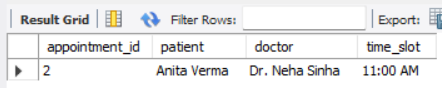 Result Grid Filter Rows: Export:
appointment_id patient doctor time_slot
2 Anita Verma Dr. Neha Sinha 11:00 AM